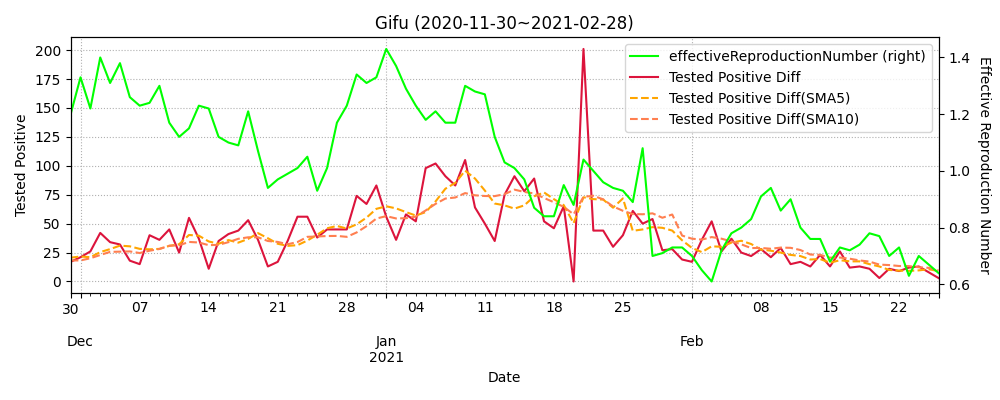 Gifu (2020-11-30~2021-02-28)
effectiveReproductionNumber (right)
Tested Positive Diff
Tested Positive Diff(SMA5)
Tested Positive Diff(SMA10)
Tested Positive
200
175
150
125
100
75
50
25
0
1.4
1.2
1.0
0.8
0.6
Effective Reproduction Number
30 07 14 21 28 04 11 18 25 08 15 22
Dec Jan Feb
2021
Date